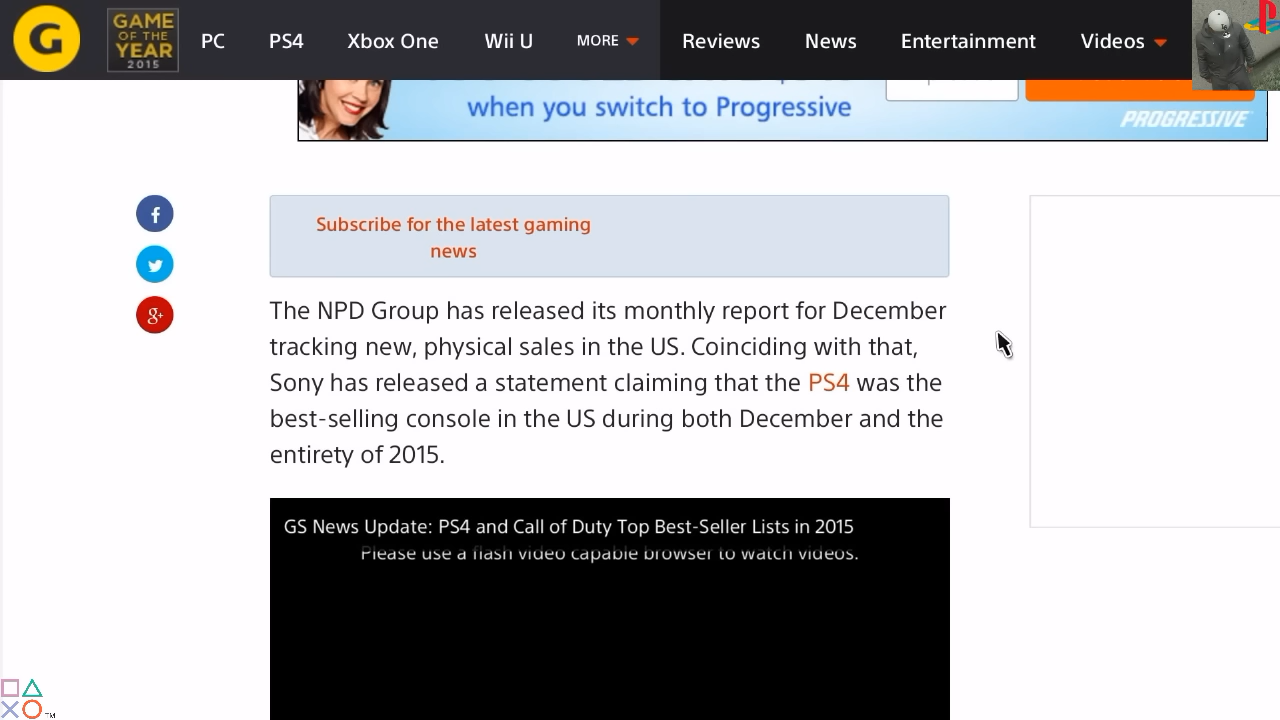 G
GAME
OF THE
YEAR
2015
PC PS4 Xbox One Wii U MORE Reviews News Entertainment Videos
when you switch to Progressive
PROGRESSIVE
f
Subscribe for the latest gaming
news
g+
The NPD Group has released its monthly report for December
tracking new, physical sales in the US. Coinciding with that,
Sony has released a statement claiming that the PS4 was the
best-selling console in the US during both December and the
entirety of 2015.
GS News Update: PS4 and Call of Duty Top Best-Seller Lists in 2015
Please use a flash video capable browser to watch videos.
TM